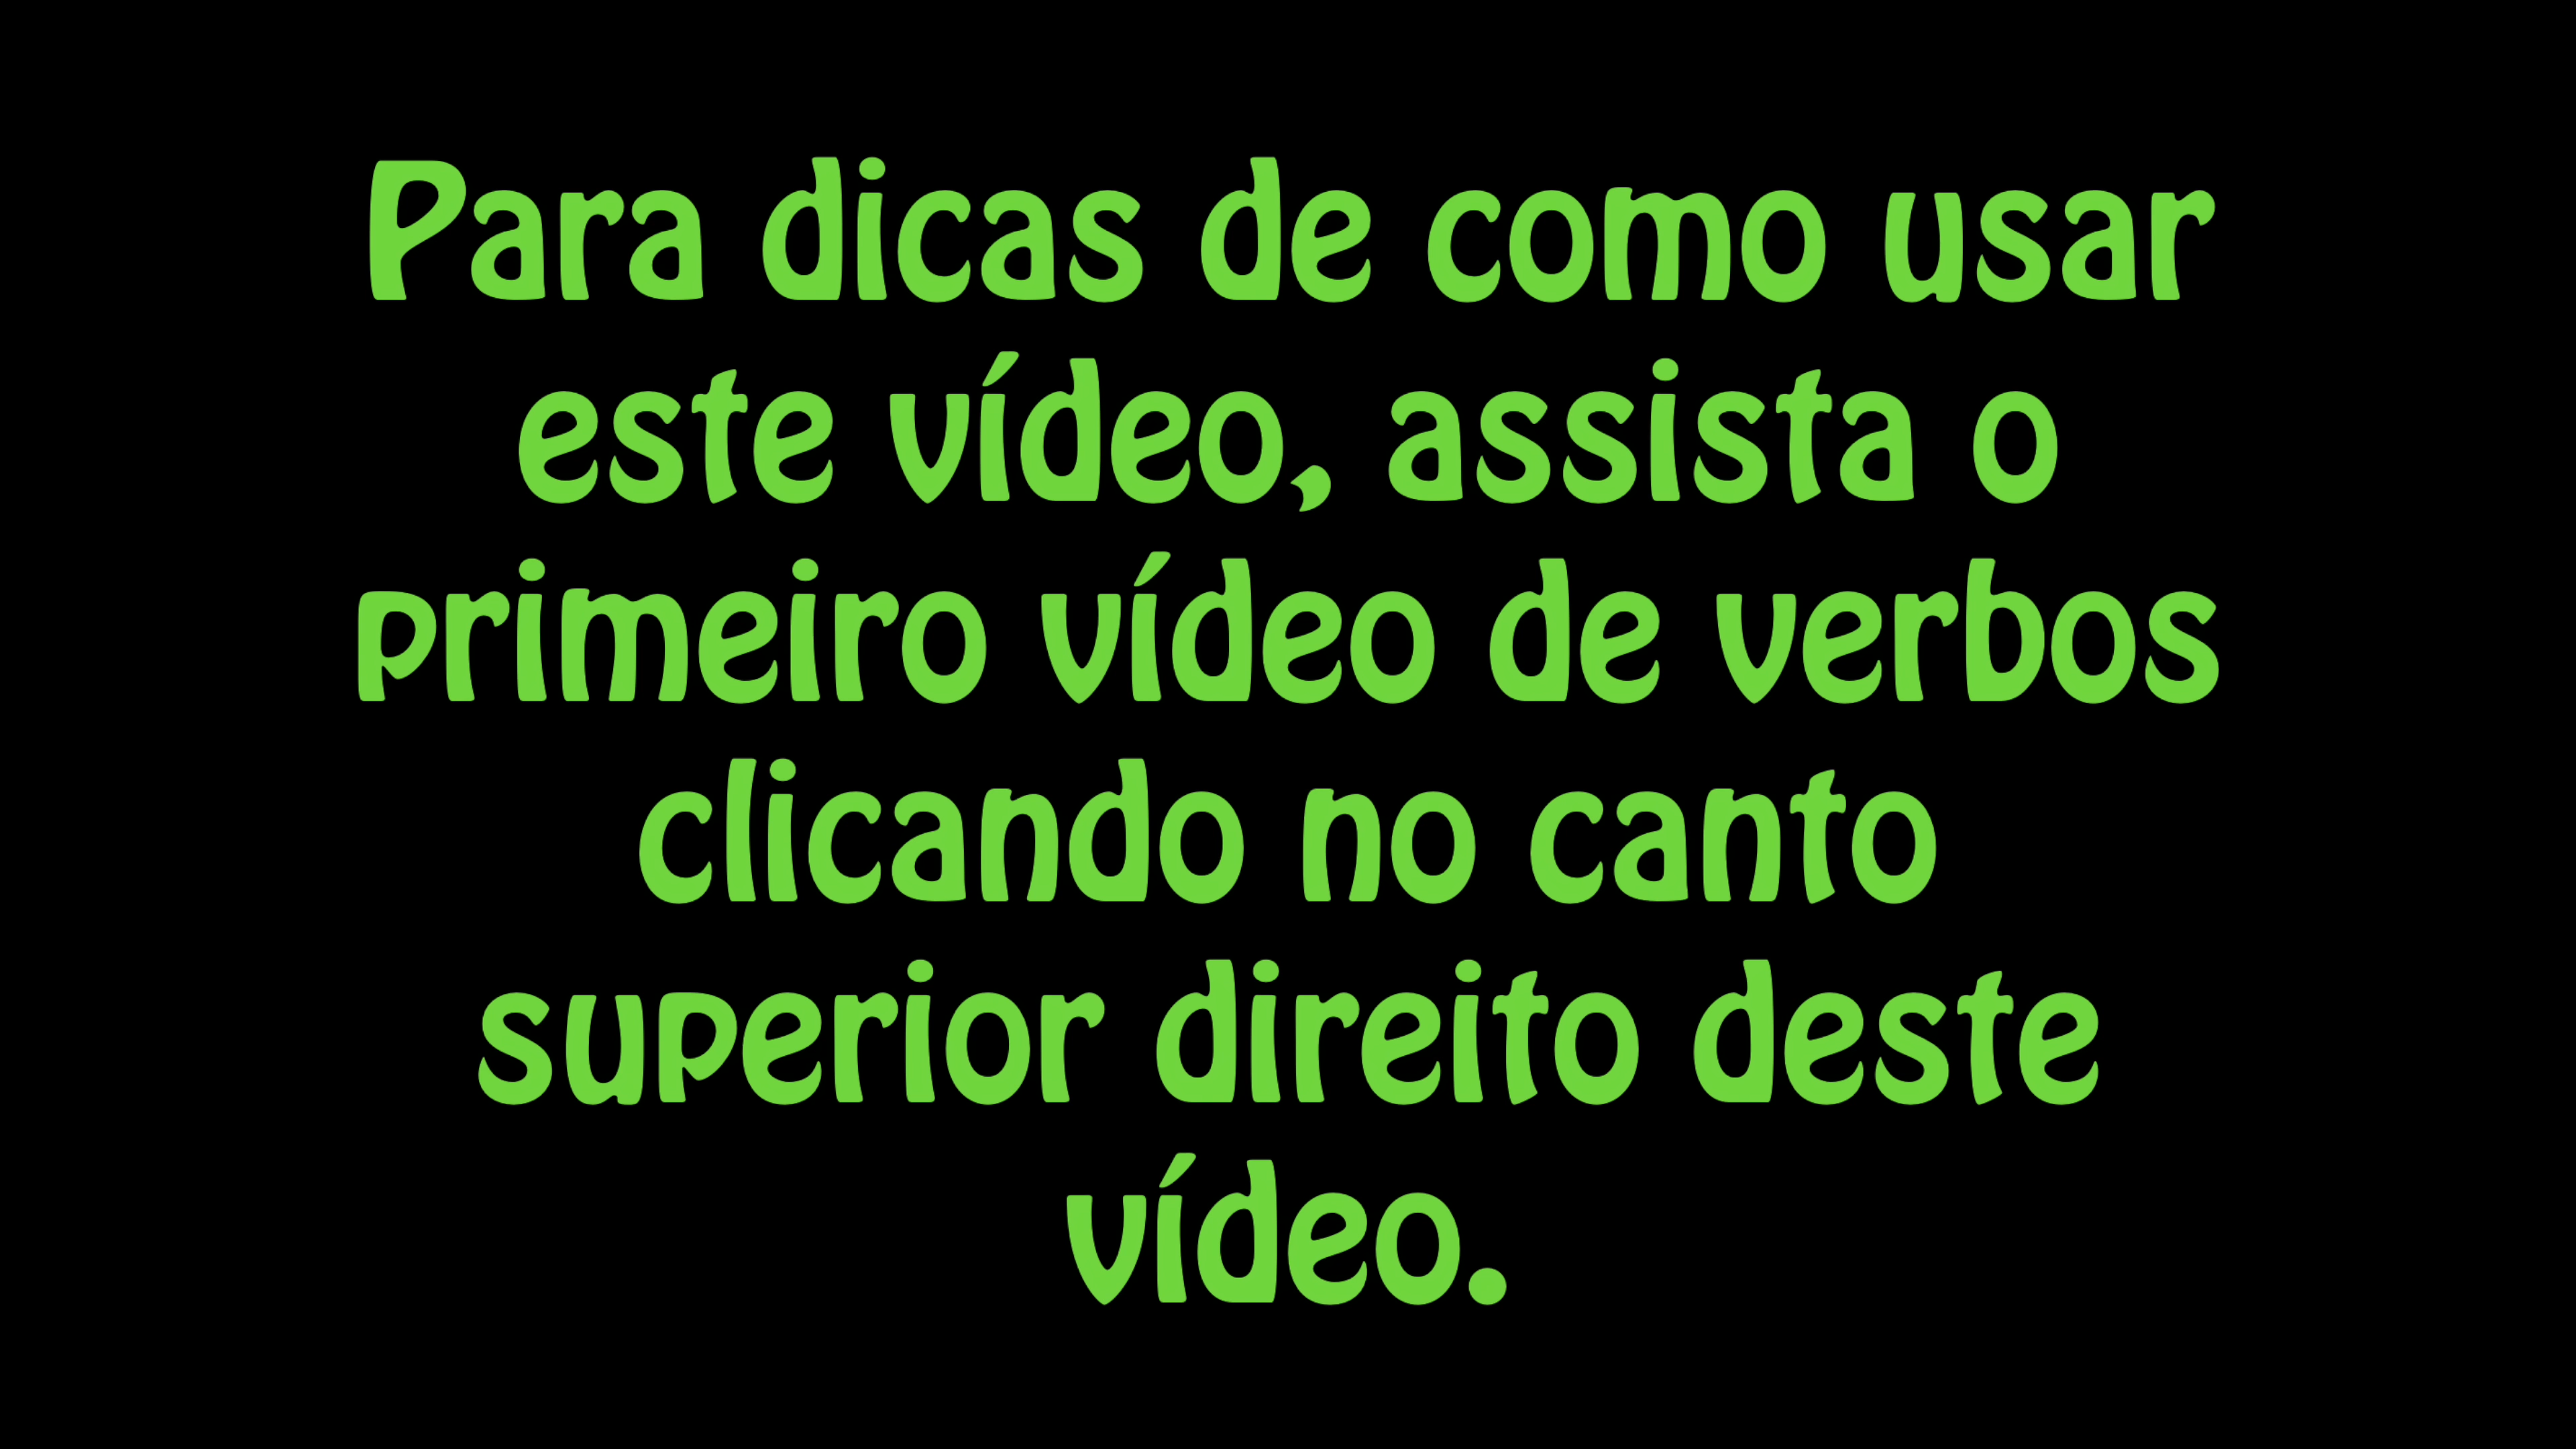 Para dicas de como usar
este vídeo, assista o
primeiro vídeo de verbos
clicando no canto
superior direito deste
vídeo.